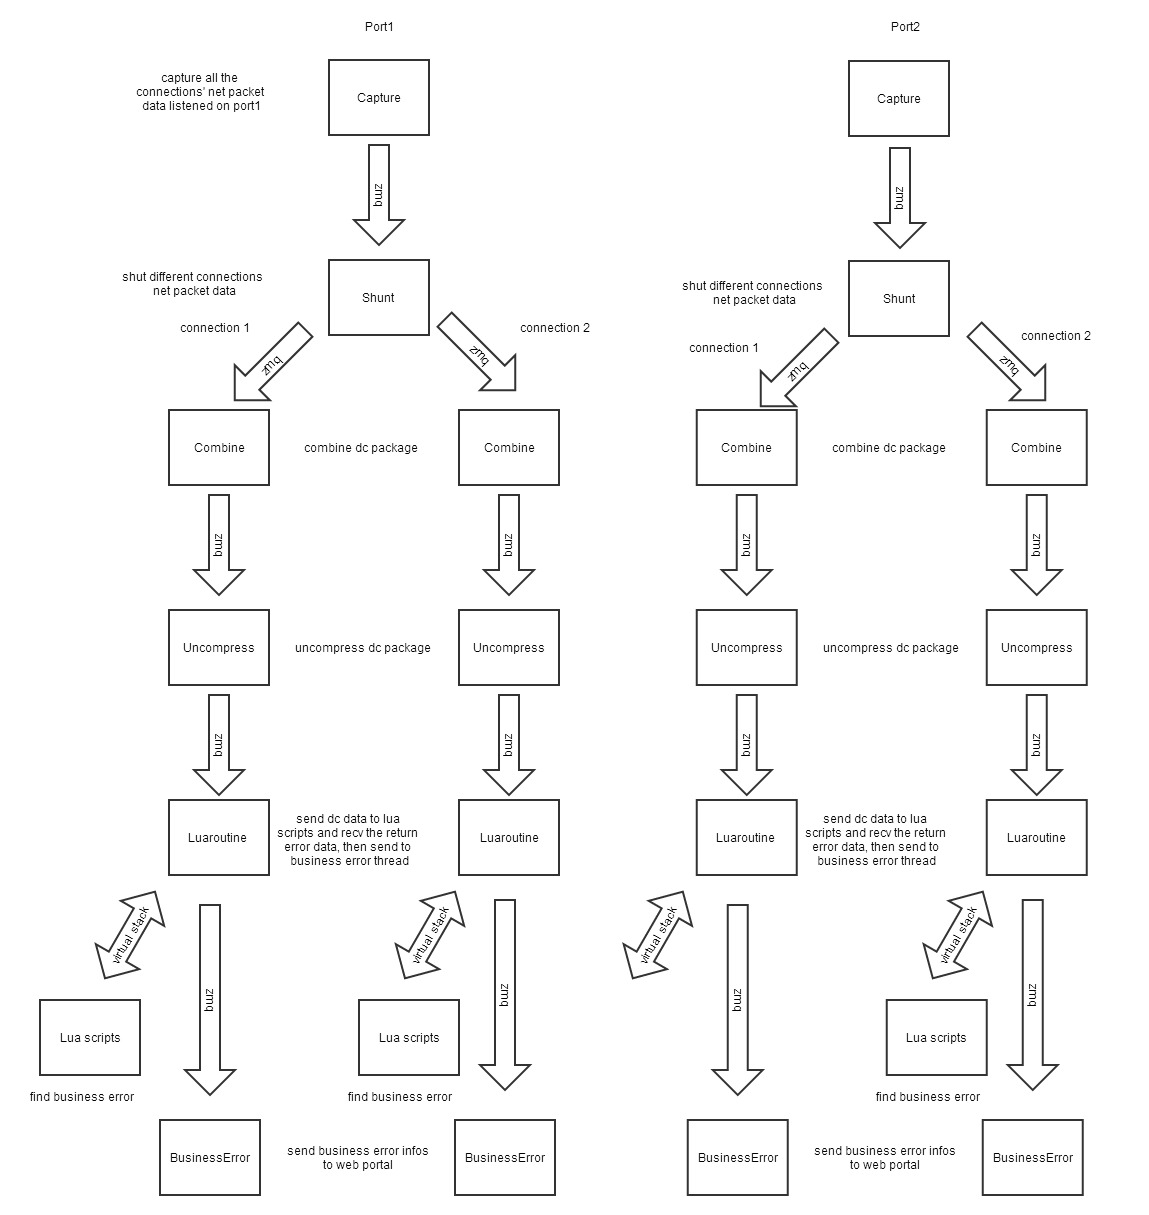 Port1
Port2
capture all the
connections' net packet
data listened on port1
Capture
Capture
zmq
zmq
shut different connections
net packet data
Shunt
shut different connections
net packet data
Shunt
connection 1
connection 2
connection 1
connection 2
zmq
zmq
zmq
zmq
Combine
combine dc package
Combine
Combine
combine dc package
Combine
zmq
zmq
zmq
zmq
Uncompress
uncompress dc package
Uncompress
Uncompress
uncompress dc package
Uncompress
zmq
zmq
zmq
zmq
Luaroutine
send dc data to lua
scripts and recv the return
error data, then send to
business error thread
Luaroutine
Luaroutine
send dc data to lua
scripts and recv the return
error data, then send to
business error thread
Luaroutine
virtual stack
virtual stack
virtual stack
virtual stack
zmq
zmq
zmq
zmq
Lua scripts
Lua scripts
Lua scripts
find business error
find business error
find business error
BusinessError
send business error infos
to web portal
BusinessError
BusinessError
send business error infos
to web portal
BusinessError